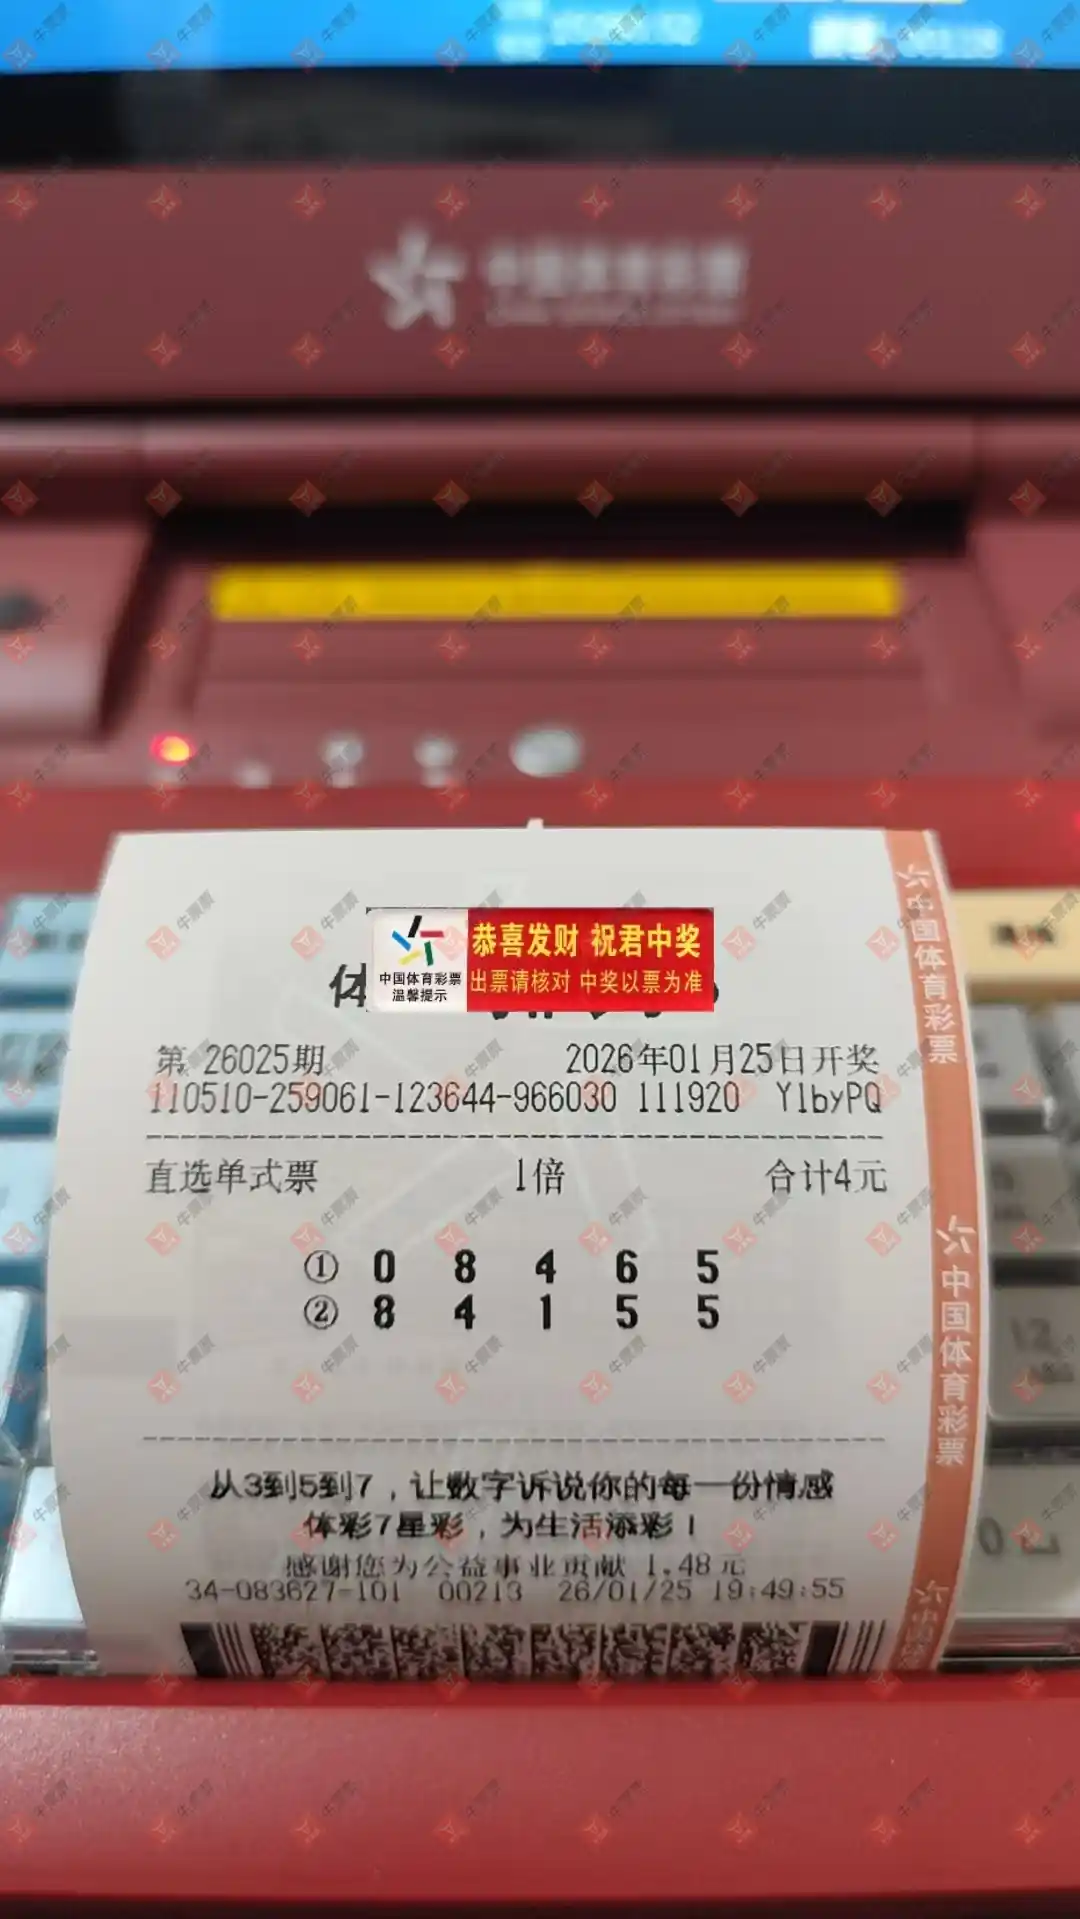 恭喜发财 祝君中奖
中国体育彩票
温馨提示
出票请核对 中奖以票为准
体
第 26025期 2026年01月25日开奖
110510-259061-123644-966030 111920 YlbyPQ
直选单式票 1倍 合计4元
① 0 8 4 6 5
② 8 4 1 5 5
从3到5到7，让数字诉说你的每一份情感
体彩7星彩，为生活添彩！
感谢您为公益事业贡献 1.48 元
34-083627-101 00213 26/01/25 19:49:55
中国体育彩票
中国体育彩票
牛票票